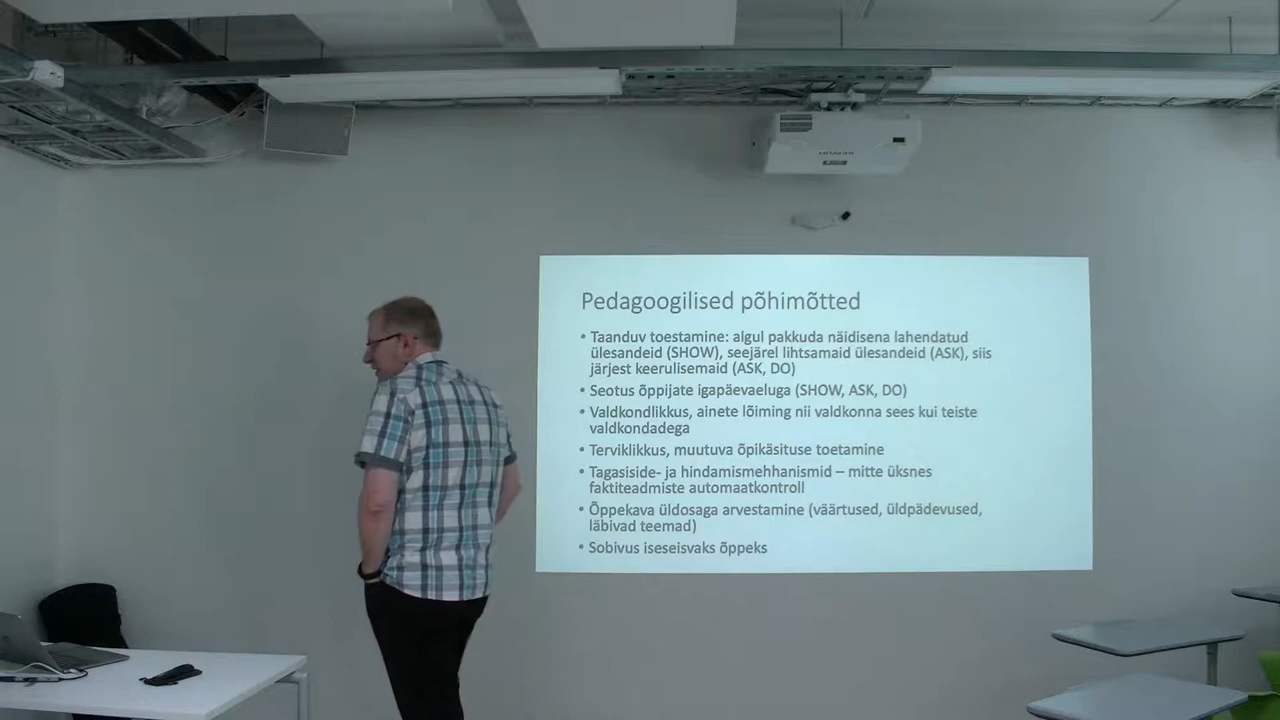 HITACHI
Pedagoogilised põhimõtted
• Taanduv toestamine: algul pakkuda näidisena lahendatud
ülesandeid (SHOW), seejärel lihtsamaid ülesandeid (ASK), siis
järjest keerulisemaid (ASK, DO)
• Seotus õppijate igapäevaeluga (SHOW, ASK, DO)
• Valdkondlikkus, ainete lõiming nii valdkonna sees kui teiste
valdkondadega
• Terviklikkus, muutuva õpikäsituse toetamine
• Tagasiside- ja hindamismehhanismid – mitte üksnes
faktiteadmiste automaatkontroll
• Õppekava üldosaga arvestamine (väärtused, üldpädevused,
läbivad teemad)
• Sobivus iseseisvaks õppeks